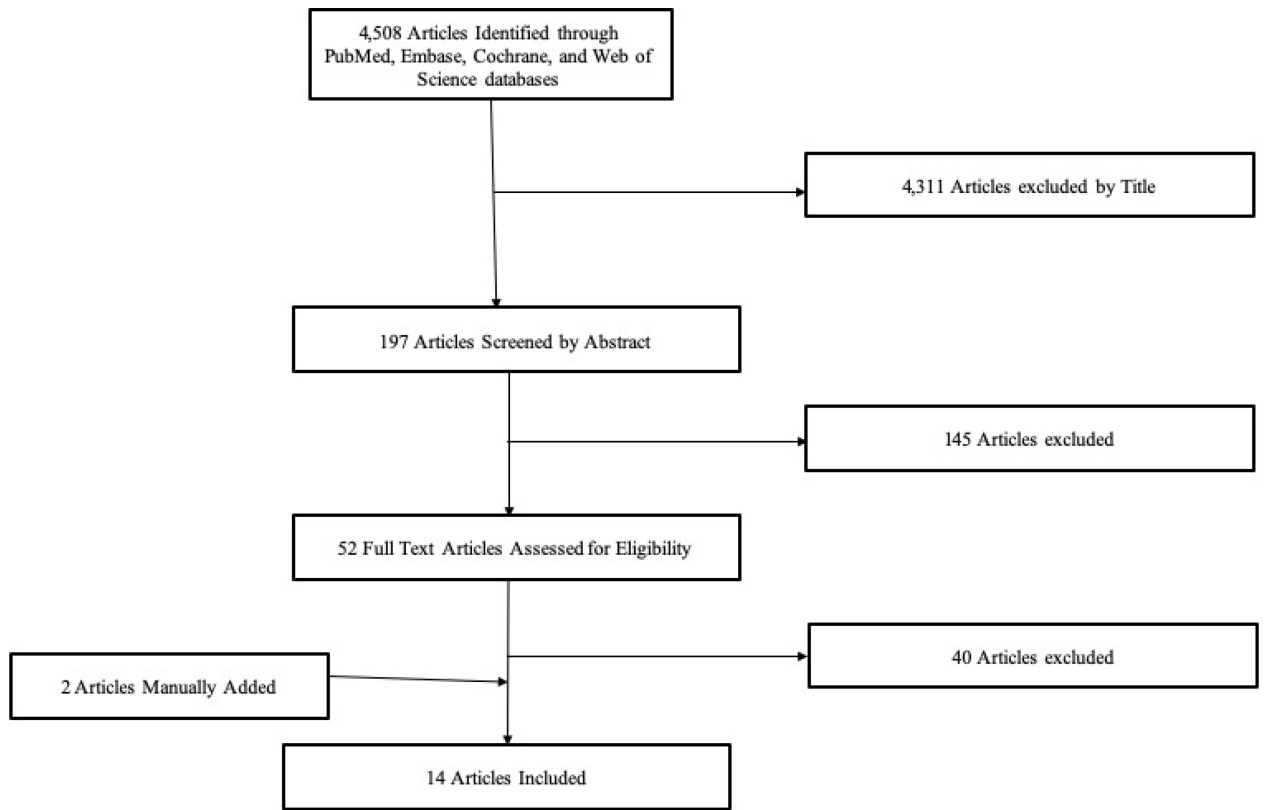 4,508 Articles Identified through
PubMed, Embase, Cochrane, and Web of
Science databases
4,311 Articles excluded by Title
197 Articles Screened by Abstract
145 Articles excluded
52 Full Text Articles Assessed for Eligibility
40 Articles excluded
2 Articles Manually Added
14 Articles Included